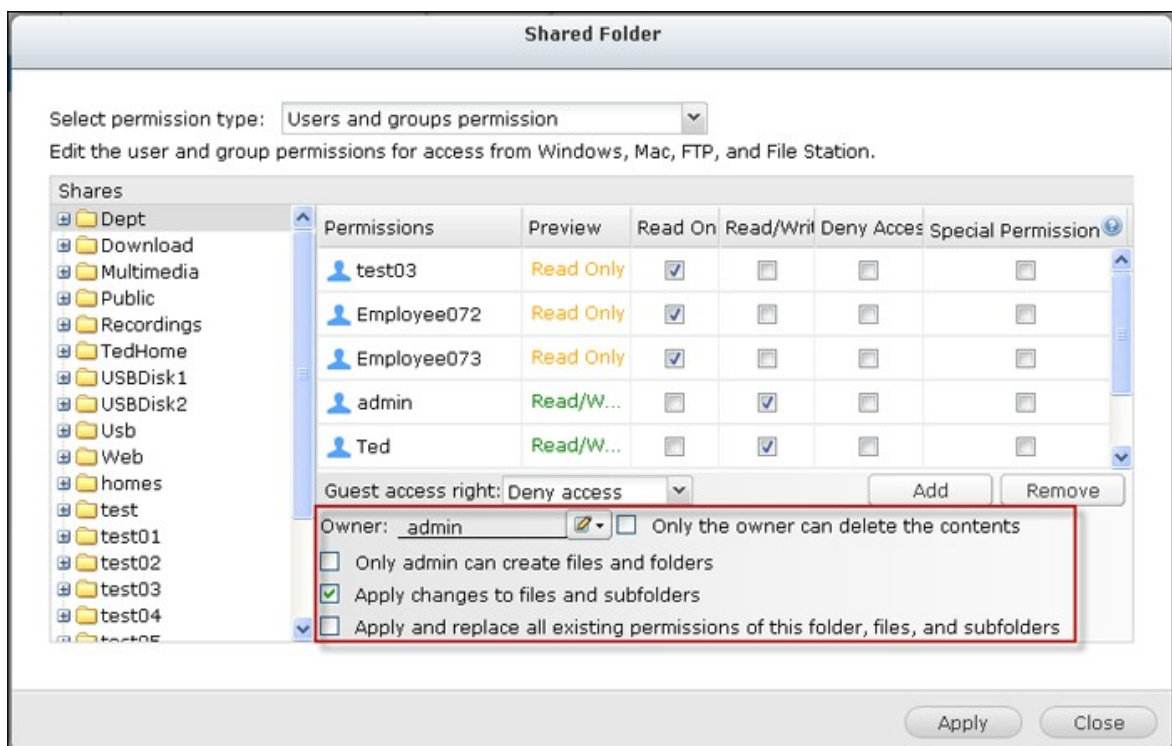 Shared Folder
Select permission type: Users and groups permission
Edit the user and group permissions for access from Windows, Mac, FTP, and File Station.
Shares
Dept
Download
Multimedia
Public
Recordings
TedHome
USBDisk1
USBDisk2
Usb
Web
homes
test
test01
test02
test03
test04
Permissions Preview Read On Read/Writ Deny Acces Special Permission
test03 Read Only
Employee072 Read Only
Employee073 Read Only
admin Read/W...
Ted Read/W...
Guest access right: Deny access Add Remove
Owner: admin Only the owner can delete the contents
Only admin can create files and folders
Apply changes to files and subfolders
Apply and replace all existing permissions of this folder, files, and subfolders
Apply Close